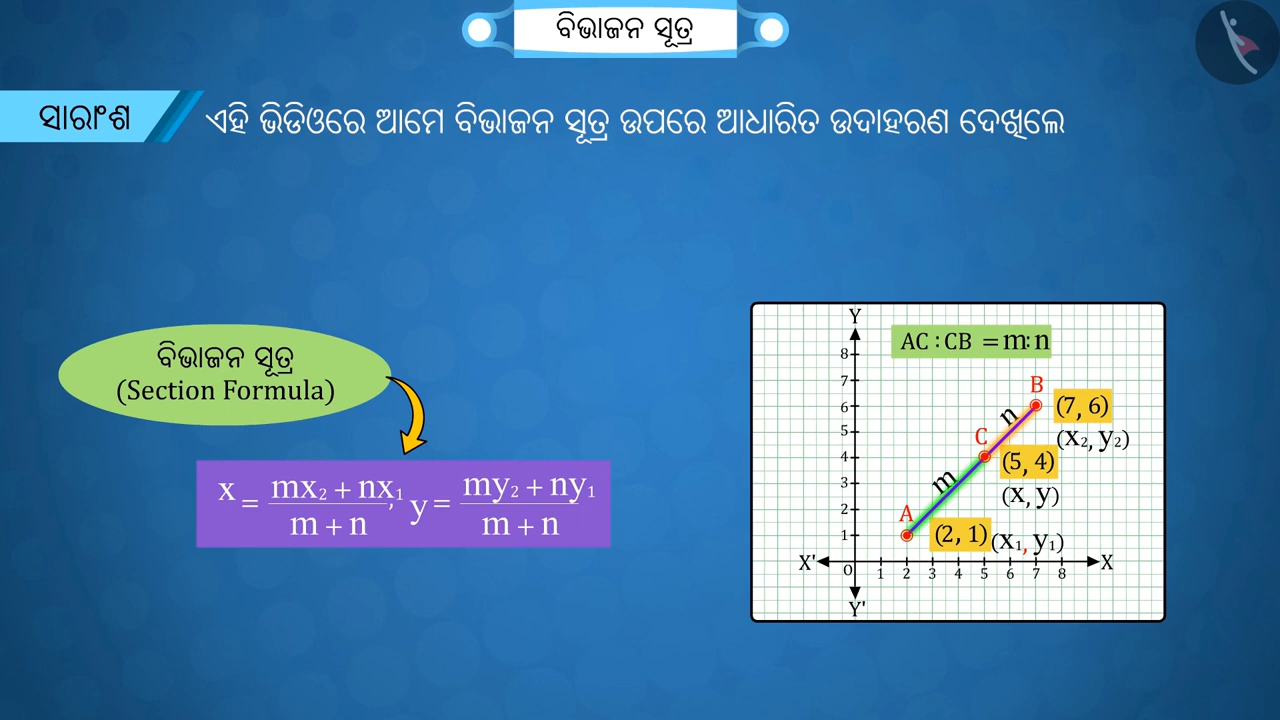 ବିଭାଜନ ସୂତ୍ର
ସାରାଂଶ
ଏହି ଭିଡିଓରେ ଆମେ ବିଭାଜନ ସୂତ୍ର ଉପରେ ଆଧାରିତ ଉଦାହରଣ ଦେଖିଲେ
ବିଭାଜନ ସୂତ୍ର
(Section Formula)
x = (mx₂ + nx₁)/(m + n), y = (my₂ + ny₁)/(m + n)
Y
AC : CB = m:n
8
7
6
5
4
3
2
1
B
(7, 6)
(x₂, y₂)
n
C
(5, 4)
(x, y)
m
A
(2, 1)
(x₁, y₁)
X' O 1 2 3 4 5 6 7 8 X
Y'